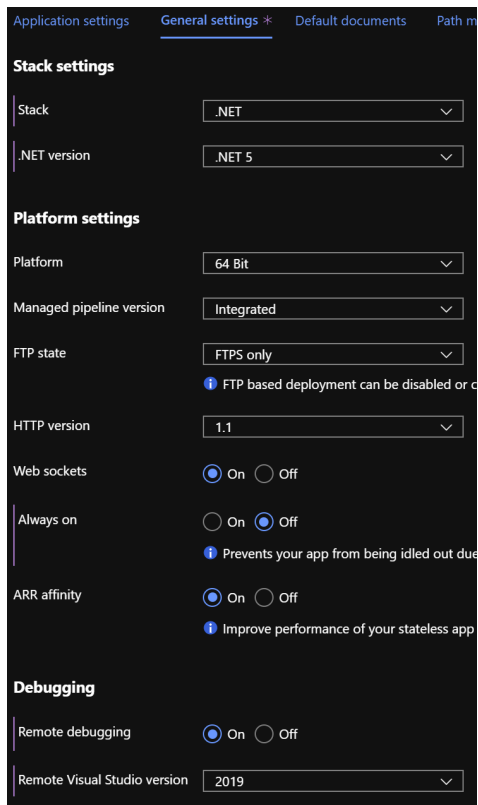 Application settings General settings * Default documents Path m
Stack settings
Stack .NET
.NET version .NET 5
Platform settings
Platform 64 Bit
Managed pipeline version Integrated
FTP state FTPS only
FTP based deployment can be disabled or c
HTTP version 1.1
Web sockets On Off
Always on On Off
Prevents your app from being idled out due
ARR affinity On Off
Improve performance of your stateless app
Debugging
Remote debugging On Off
Remote Visual Studio version 2019